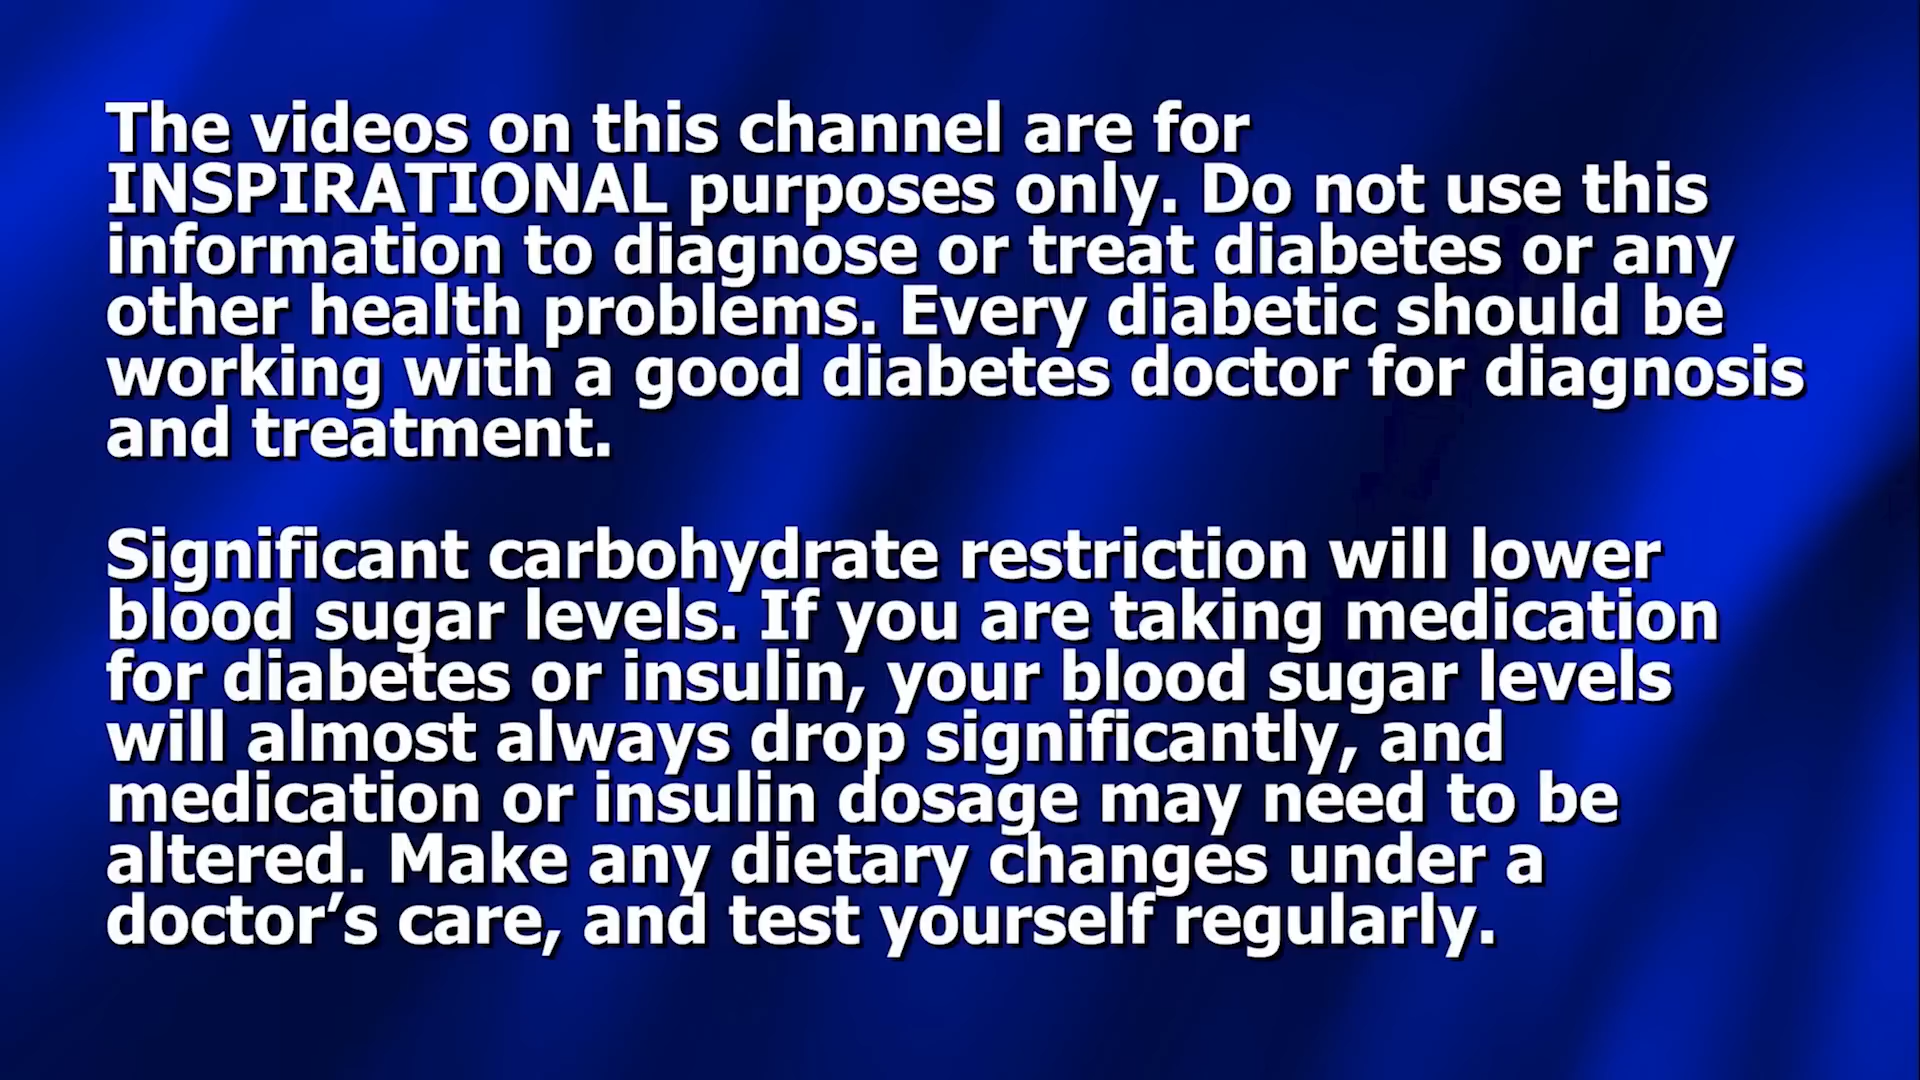 The videos on this channel are for
INSPIRATIONAL purposes only. Do not use this
information to diagnose or treat diabetes or any
other health problems. Every diabetic should be
working with a good diabetes doctor for diagnosis
and treatment.
Significant carbohydrate restriction will lower
blood sugar levels. If you are taking medication
for diabetes or insulin, your blood sugar levels
will almost always drop significantly, and
medication or insulin dosage may need to be
altered. Make any dietary changes under a
doctor’s care, and test yourself regularly.